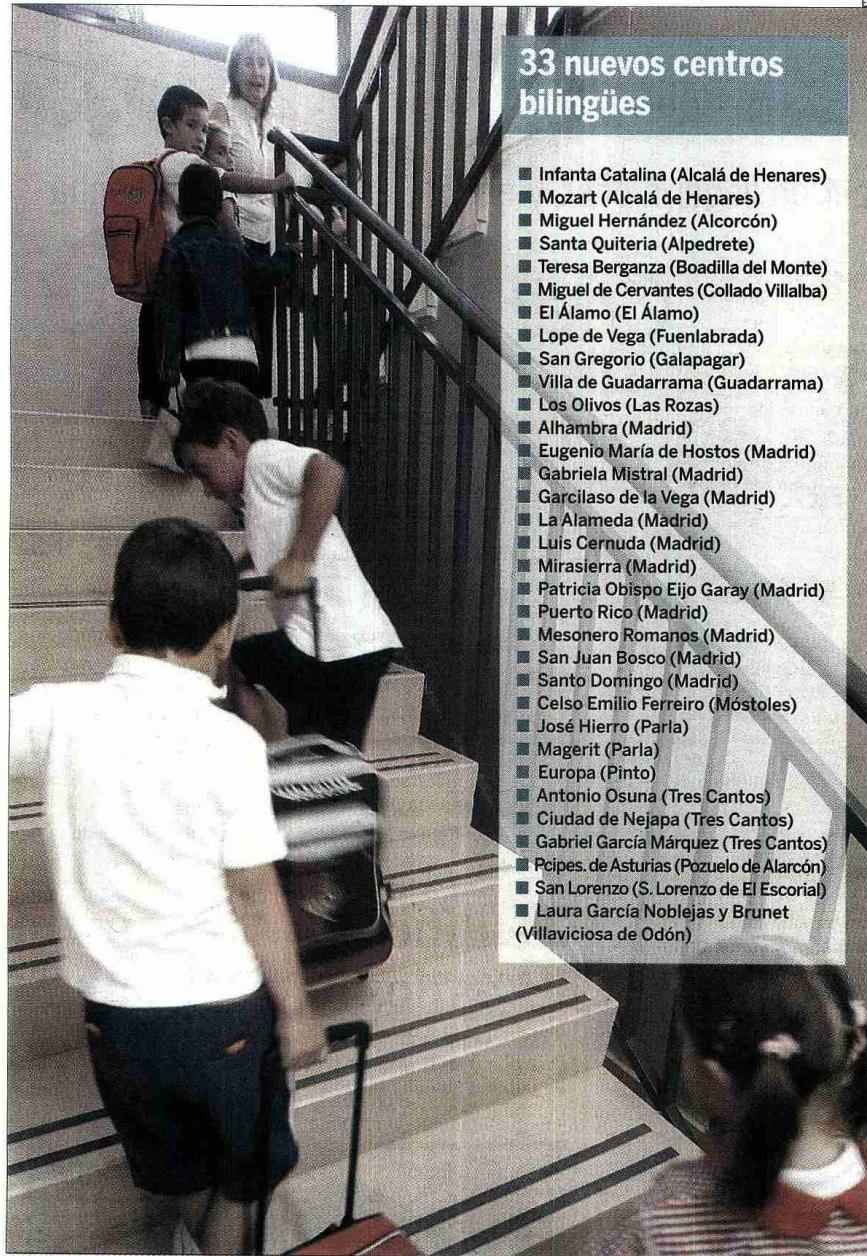 33 nuevos centros
bilingües
■ Infanta Catalina (Alcalá de Henares)
■ Mozart (Alcalá de Henares)
■ Miguel Hernández (Alcorcón)
■ Santa Quiteria (Alpedrete)
■ Teresa Berganza (Boadilla del Monte)
■ Miguel de Cervantes (Collado Villalba)
■ El Álamo (El Álamo)
■ Lope de Vega (Fuenlabrada)
■ San Gregorio (Galapagar)
■ Villa de Guadarrama (Guadarrama)
■ Los Olivos (Las Rozas)
■ Alhambra (Madrid)
■ Eugenio María de Hostos (Madrid)
■ Gabriela Mistral (Madrid)
■ Garcilaso de la Vega (Madrid)
■ La Alameda (Madrid)
■ Luis Cernuda (Madrid)
■ Mirasierra (Madrid)
■ Patricia Obispo Eijo Garay (Madrid)
■ Puerto Rico (Madrid)
■ Mesonero Romanos (Madrid)
■ San Juan Bosco (Madrid)
■ Santo Domingo (Madrid)
■ Celso Emilio Ferreiro (Móstoles)
■ José Hierro (Parla)
■ Magerit (Parla)
■ Europa (Pinto)
■ Antonio Osuna (Tres Cantos)
■ Ciudad de Nejapa (Tres Cantos)
■ Gabriel García Márquez (Tres Cantos)
■ Pcipes. de Asturias (Pozuelo de Alarcón)
■ San Lorenzo (S. Lorenzo de El Escorial)
■ Laura García Noblejas y Brunet
(Villaviciosa de Odón)